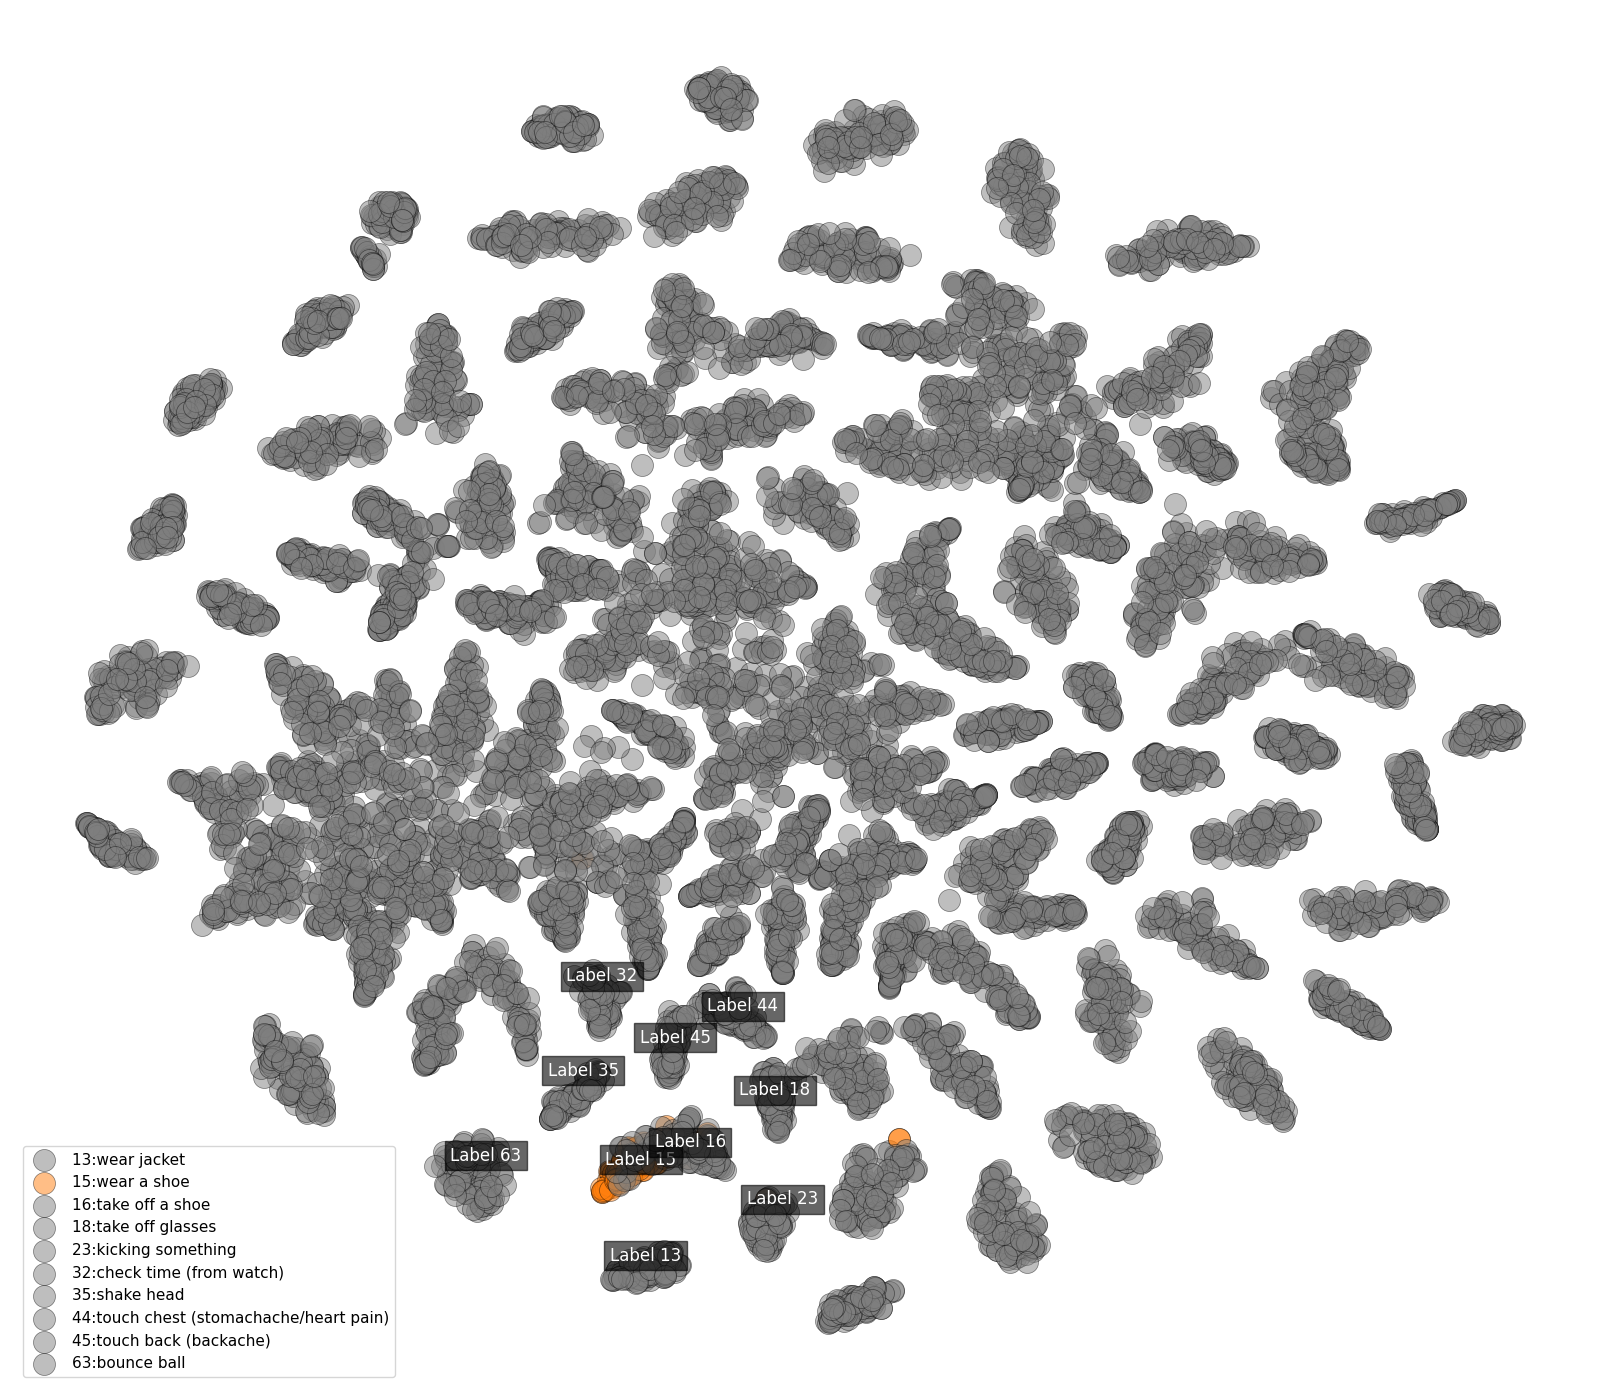 Label 32
Label 44
Label 45
Label 35
Label 18
Label 16
Label 15
Label 63
Label 23
Label 13
13:wear jacket
15:wear a shoe
16:take off a shoe
18:take off glasses
23:kicking something
32:check time (from watch)
35:shake head
44:touch chest (stomachache/heart pain)
45:touch back (backache)
63:bounce ball